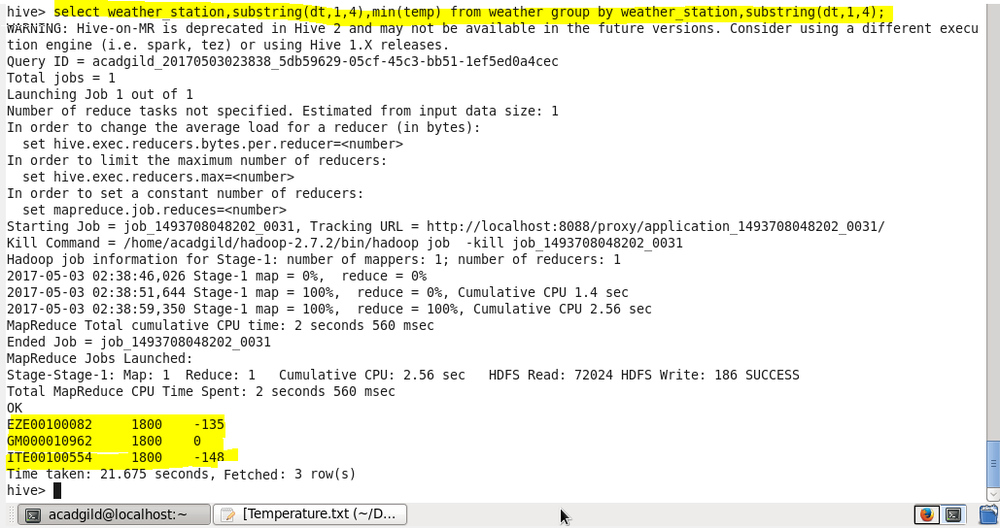 hive> select weather_station,substring(dt,1,4),min(temp) from weather group by weather_station,substring(dt,1,4);
WARNING: Hive-on-MR is deprecated in Hive 2 and may not be available in the future versions. Consider using a different execu
tion engine (i.e. spark, tez) or using Hive 1.X releases.
Query ID = acadgild_20170503023838_5db59629-05cf-45c3-bb51-1ef5ed0a4cec
Total jobs = 1
Launching Job 1 out of 1
Number of reduce tasks not specified. Estimated from input data size: 1
In order to change the average load for a reducer (in bytes):
  set hive.exec.reducers.bytes.per.reducer=<number>
In order to limit the maximum number of reducers:
  set hive.exec.reducers.max=<number>
In order to set a constant number of reducers:
  set mapreduce.job.reduces=<number>
Starting Job = job_1493708048202_0031, Tracking URL = http://localhost:8088/proxy/application_1493708048202_0031/
Kill Command = /home/acadgild/hadoop-2.7.2/bin/hadoop job  -kill job_1493708048202_0031
Hadoop job information for Stage-1: number of mappers: 1; number of reducers: 1
2017-05-03 02:38:46,026 Stage-1 map = 0%,  reduce = 0%
2017-05-03 02:38:51,644 Stage-1 map = 100%,  reduce = 0%, Cumulative CPU 1.4 sec
2017-05-03 02:38:59,350 Stage-1 map = 100%,  reduce = 100%, Cumulative CPU 2.56 sec
MapReduce Total cumulative CPU time: 2 seconds 560 msec
Ended Job = job_1493708048202_0031
MapReduce Jobs Launched:
Stage-Stage-1: Map: 1  Reduce: 1   Cumulative CPU: 2.56 sec   HDFS Read: 72024 HDFS Write: 186 SUCCESS
Total MapReduce CPU Time Spent: 2 seconds 560 msec
OK
EZE00100082     1800    -135
GM000010962     1800    0
ITE00100554     1800    -148
Time taken: 21.675 seconds, Fetched: 3 row(s)
hive>
acadgild@localhost:~ [Temperature.txt (~/D...